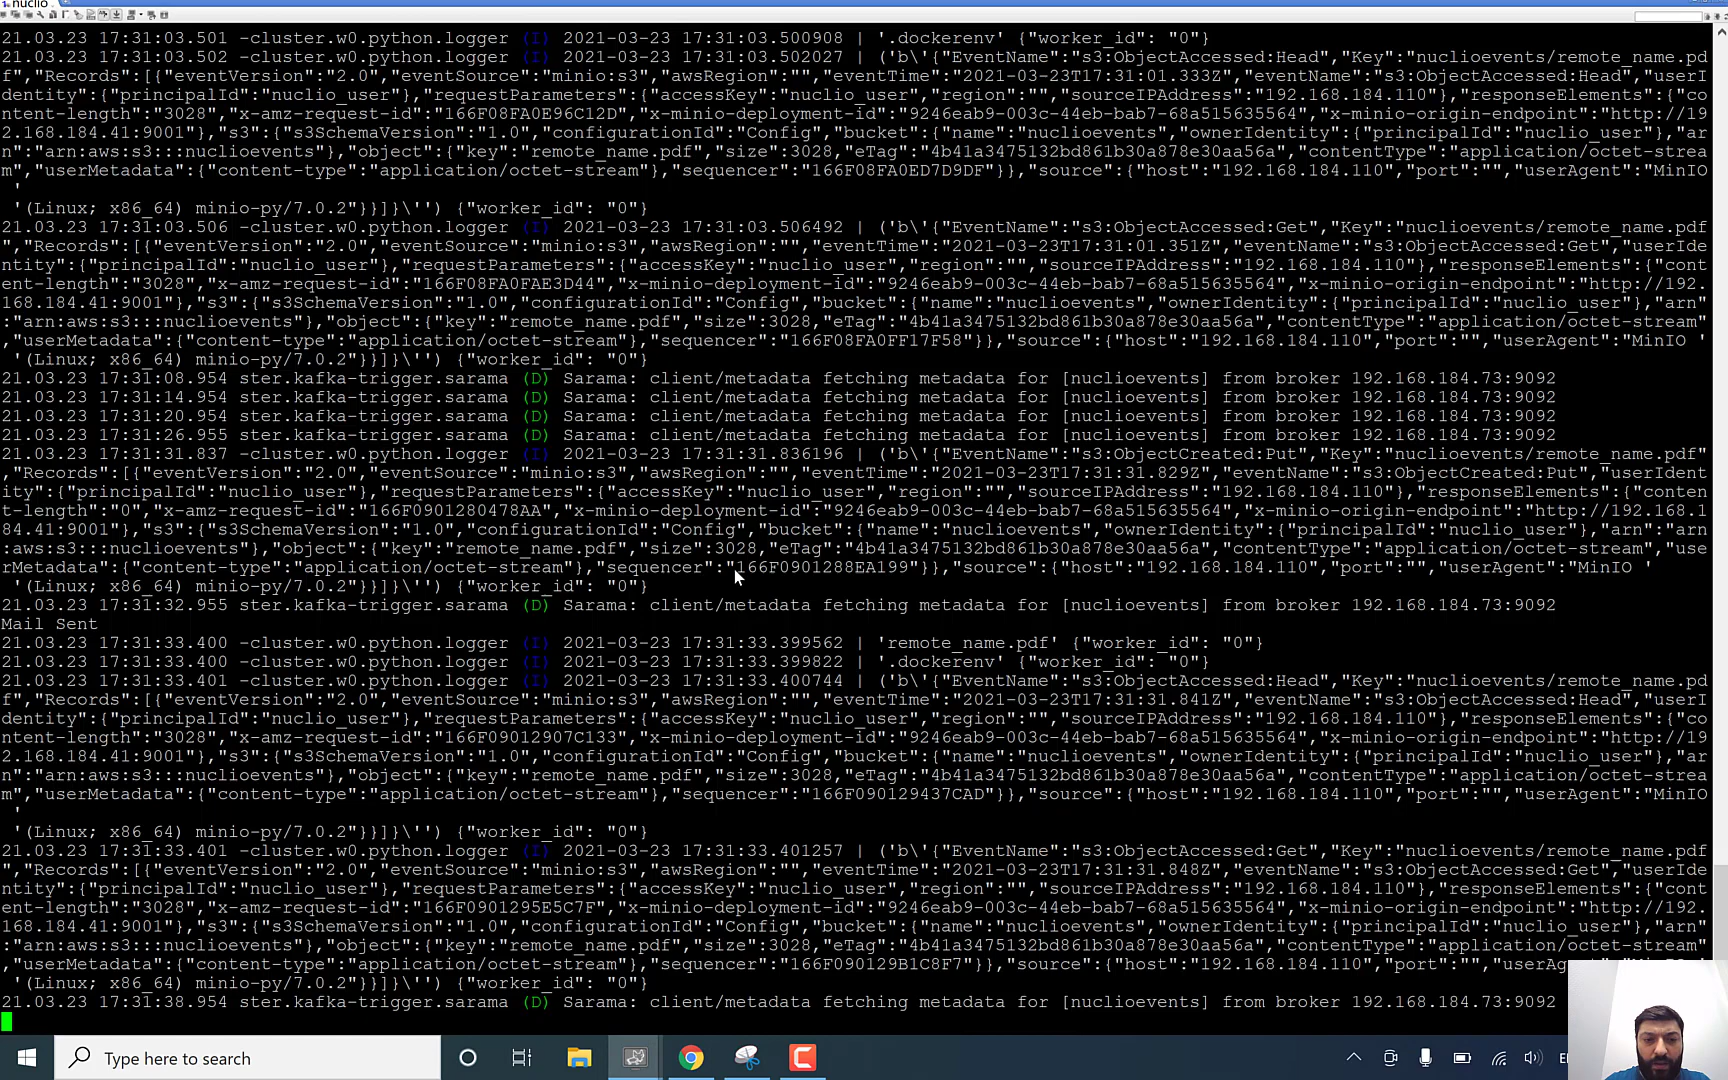 nuclio
21.03.23 17:31:03.501 -cluster.w0.python.logger (I) 2021-03-23 17:31:03.500908 | '.dockerenv' {"worker_id": "0"}
21.03.23 17:31:03.502 -cluster.w0.python.logger (I) 2021-03-23 17:31:03.502027 | ('b\'{"EventName":"s3:ObjectAccessed:Head","Key":"nuclioevents/remote_name.pd
f","Records":[{"eventVersion":"2.0","eventSource":"minio:s3","awsRegion":"","eventTime":"2021-03-23T17:31:01.333Z","eventName":"s3:ObjectAccessed:Head","userI
dentity":{"principalId":"nuclio_user"},"requestParameters":{"accessKey":"nuclio_user","region":"","sourceIPAddress":"192.168.184.110"},"responseElements":{"co
ntent-length":"3028","x-amz-request-id":"166F08FA0E96C12D","x-minio-deployment-id":"9246eab9-003c-44eb-bab7-68a515635564","x-minio-origin-endpoint":"http://19
2.168.184.41:9001"},"s3":{"s3SchemaVersion":"1.0","configurationId":"Config","bucket":{"name":"nuclioevents","ownerIdentity":{"principalId":"nuclio_user"},"ar
n":"arn:aws:s3:::nuclioevents"},"object":{"key":"remote_name.pdf","size":3028,"eTag":"4b41a3475132bd861b30a878e30aa56a","contentType":"application/octet-strea
m","userMetadata":{"content-type":"application/octet-stream"},"sequencer":"166F08FA0ED7D9DF"}},"source":{"host":"192.168.184.110","port":"","userAgent":"MinIO
'
'(Linux; x86_64) minio-py/7.0.2"}}]}\'') {"worker_id": "0"}
21.03.23 17:31:03.506 -cluster.w0.python.logger (I) 2021-03-23 17:31:03.506492 | ('b\'{"EventName":"s3:ObjectAccessed:Get","Key":"nuclioevents/remote_name.pdf
","Records":[{"eventVersion":"2.0","eventSource":"minio:s3","awsRegion":"","eventTime":"2021-03-23T17:31:01.351Z","eventName":"s3:ObjectAccessed:Get","userIde
ntity":{"principalId":"nuclio_user"},"requestParameters":{"accessKey":"nuclio_user","region":"","sourceIPAddress":"192.168.184.110"},"responseElements":{"cont
ent-length":"3028","x-amz-request-id":"166F08FA0FAE3D44","x-minio-deployment-id":"9246eab9-003c-44eb-bab7-68a515635564","x-minio-origin-endpoint":"http://192.
168.184.41:9001"},"s3":{"s3SchemaVersion":"1.0","configurationId":"Config","bucket":{"name":"nuclioevents","ownerIdentity":{"principalId":"nuclio_user"},"arn"
:"arn:aws:s3:::nuclioevents"},"object":{"key":"remote_name.pdf","size":3028,"eTag":"4b41a3475132bd861b30a878e30aa56a","contentType":"application/octet-stream"
,"userMetadata":{"content-type":"application/octet-stream"},"sequencer":"166F08FA0FF17F58"}},"source":{"host":"192.168.184.110","port":"","userAgent":"MinIO '
'(Linux; x86_64) minio-py/7.0.2"}}]}\'') {"worker_id": "0"}
21.03.23 17:31:08.954 ster.kafka-trigger.sarama (D) Sarama: client/metadata fetching metadata for [nuclioevents] from broker 192.168.184.73:9092
21.03.23 17:31:14.954 ster.kafka-trigger.sarama (D) Sarama: client/metadata fetching metadata for [nuclioevents] from broker 192.168.184.73:9092
21.03.23 17:31:20.954 ster.kafka-trigger.sarama (D) Sarama: client/metadata fetching metadata for [nuclioevents] from broker 192.168.184.73:9092
21.03.23 17:31:26.955 ster.kafka-trigger.sarama (D) Sarama: client/metadata fetching metadata for [nuclioevents] from broker 192.168.184.73:9092
21.03.23 17:31:31.837 -cluster.w0.python.logger (I) 2021-03-23 17:31:31.836196 | ('b\'{"EventName":"s3:ObjectCreated:Put","Key":"nuclioevents/remote_name.pdf"
,"Records":[{"eventVersion":"2.0","eventSource":"minio:s3","awsRegion":"","eventTime":"2021-03-23T17:31:31.829Z","eventName":"s3:ObjectCreated:Put","userIdent
ity":{"principalId":"nuclio_user"},"requestParameters":{"accessKey":"nuclio_user","region":"","sourceIPAddress":"192.168.184.110"},"responseElements":{"conten
t-length":"0","x-amz-request-id":"166F0901280478AA","x-minio-deployment-id":"9246eab9-003c-44eb-bab7-68a515635564","x-minio-origin-endpoint":"http://192.168.1
84.41:9001"},"s3":{"s3SchemaVersion":"1.0","configurationId":"Config","bucket":{"name":"nuclioevents","ownerIdentity":{"principalId":"nuclio_user"},"arn":"arn
:aws:s3:::nuclioevents"},"object":{"key":"remote_name.pdf","size":3028,"eTag":"4b41a3475132bd861b30a878e30aa56a","contentType":"application/octet-stream","use
rMetadata":{"content-type":"application/octet-stream"},"sequencer":"166F0901288EA199"}},"source":{"host":"192.168.184.110","port":"","userAgent":"MinIO '
'(Linux; x86_64) minio-py/7.0.2"}}]}\'') {"worker_id": "0"}
21.03.23 17:31:32.955 ster.kafka-trigger.sarama (D) Sarama: client/metadata fetching metadata for [nuclioevents] from broker 192.168.184.73:9092
Mail Sent
21.03.23 17:31:33.400 -cluster.w0.python.logger (I) 2021-03-23 17:31:33.399562 | 'remote_name.pdf' {"worker_id": "0"}
21.03.23 17:31:33.400 -cluster.w0.python.logger (I) 2021-03-23 17:31:33.399822 | '.dockerenv' {"worker_id": "0"}
21.03.23 17:31:33.401 -cluster.w0.python.logger (I) 2021-03-23 17:31:33.400744 | ('b\'{"EventName":"s3:ObjectAccessed:Head","Key":"nuclioevents/remote_name.pd
f","Records":[{"eventVersion":"2.0","eventSource":"minio:s3","awsRegion":"","eventTime":"2021-03-23T17:31:31.841Z","eventName":"s3:ObjectAccessed:Head","userI
dentity":{"principalId":"nuclio_user"},"requestParameters":{"accessKey":"nuclio_user","region":"","sourceIPAddress":"192.168.184.110"},"responseElements":{"co
ntent-length":"3028","x-amz-request-id":"166F09012907C133","x-minio-deployment-id":"9246eab9-003c-44eb-bab7-68a515635564","x-minio-origin-endpoint":"http://19
2.168.184.41:9001"},"s3":{"s3SchemaVersion":"1.0","configurationId":"Config","bucket":{"name":"nuclioevents","ownerIdentity":{"principalId":"nuclio_user"},"ar
n":"arn:aws:s3:::nuclioevents"},"object":{"key":"remote_name.pdf","size":3028,"eTag":"4b41a3475132bd861b30a878e30aa56a","contentType":"application/octet-strea
m","userMetadata":{"content-type":"application/octet-stream"},"sequencer":"166F090129437CAD"}},"source":{"host":"192.168.184.110","port":"","userAgent":"MinIO
'
'(Linux; x86_64) minio-py/7.0.2"}}]}\'') {"worker_id": "0"}
21.03.23 17:31:33.401 -cluster.w0.python.logger (I) 2021-03-23 17:31:33.401257 | ('b\'{"EventName":"s3:ObjectAccessed:Get","Key":"nuclioevents/remote_name.pdf
","Records":[{"eventVersion":"2.0","eventSource":"minio:s3","awsRegion":"","eventTime":"2021-03-23T17:31:31.848Z","eventName":"s3:ObjectAccessed:Get","userIde
ntity":{"principalId":"nuclio_user"},"requestParameters":{"accessKey":"nuclio_user","region":"","sourceIPAddress":"192.168.184.110"},"responseElements":{"cont
ent-length":"3028","x-amz-request-id":"166F0901295E5C7F","x-minio-deployment-id":"9246eab9-003c-44eb-bab7-68a515635564","x-minio-origin-endpoint":"http://192.
168.184.41:9001"},"s3":{"s3SchemaVersion":"1.0","configurationId":"Config","bucket":{"name":"nuclioevents","ownerIdentity":{"principalId":"nuclio_user"},"arn"
:"arn:aws:s3:::nuclioevents"},"object":{"key":"remote_name.pdf","size":3028,"eTag":"4b41a3475132bd861b30a878e30aa56a","contentType":"application/octet-stream"
,"userMetadata":{"content-type":"application/octet-stream"},"sequencer":"166F090129B1C8F7"}},"source":{"host":"192.168.184.110","port":"","userAg
'(Linux; x86_64) minio-py/7.0.2"}}]}\'') {"worker_id": "0"}
21.03.23 17:31:38.954 ster.kafka-trigger.sarama (D) Sarama: client/metadata fetching metadata for [nuclioevents] from broker 192.168.184.73:9092
Type here to search